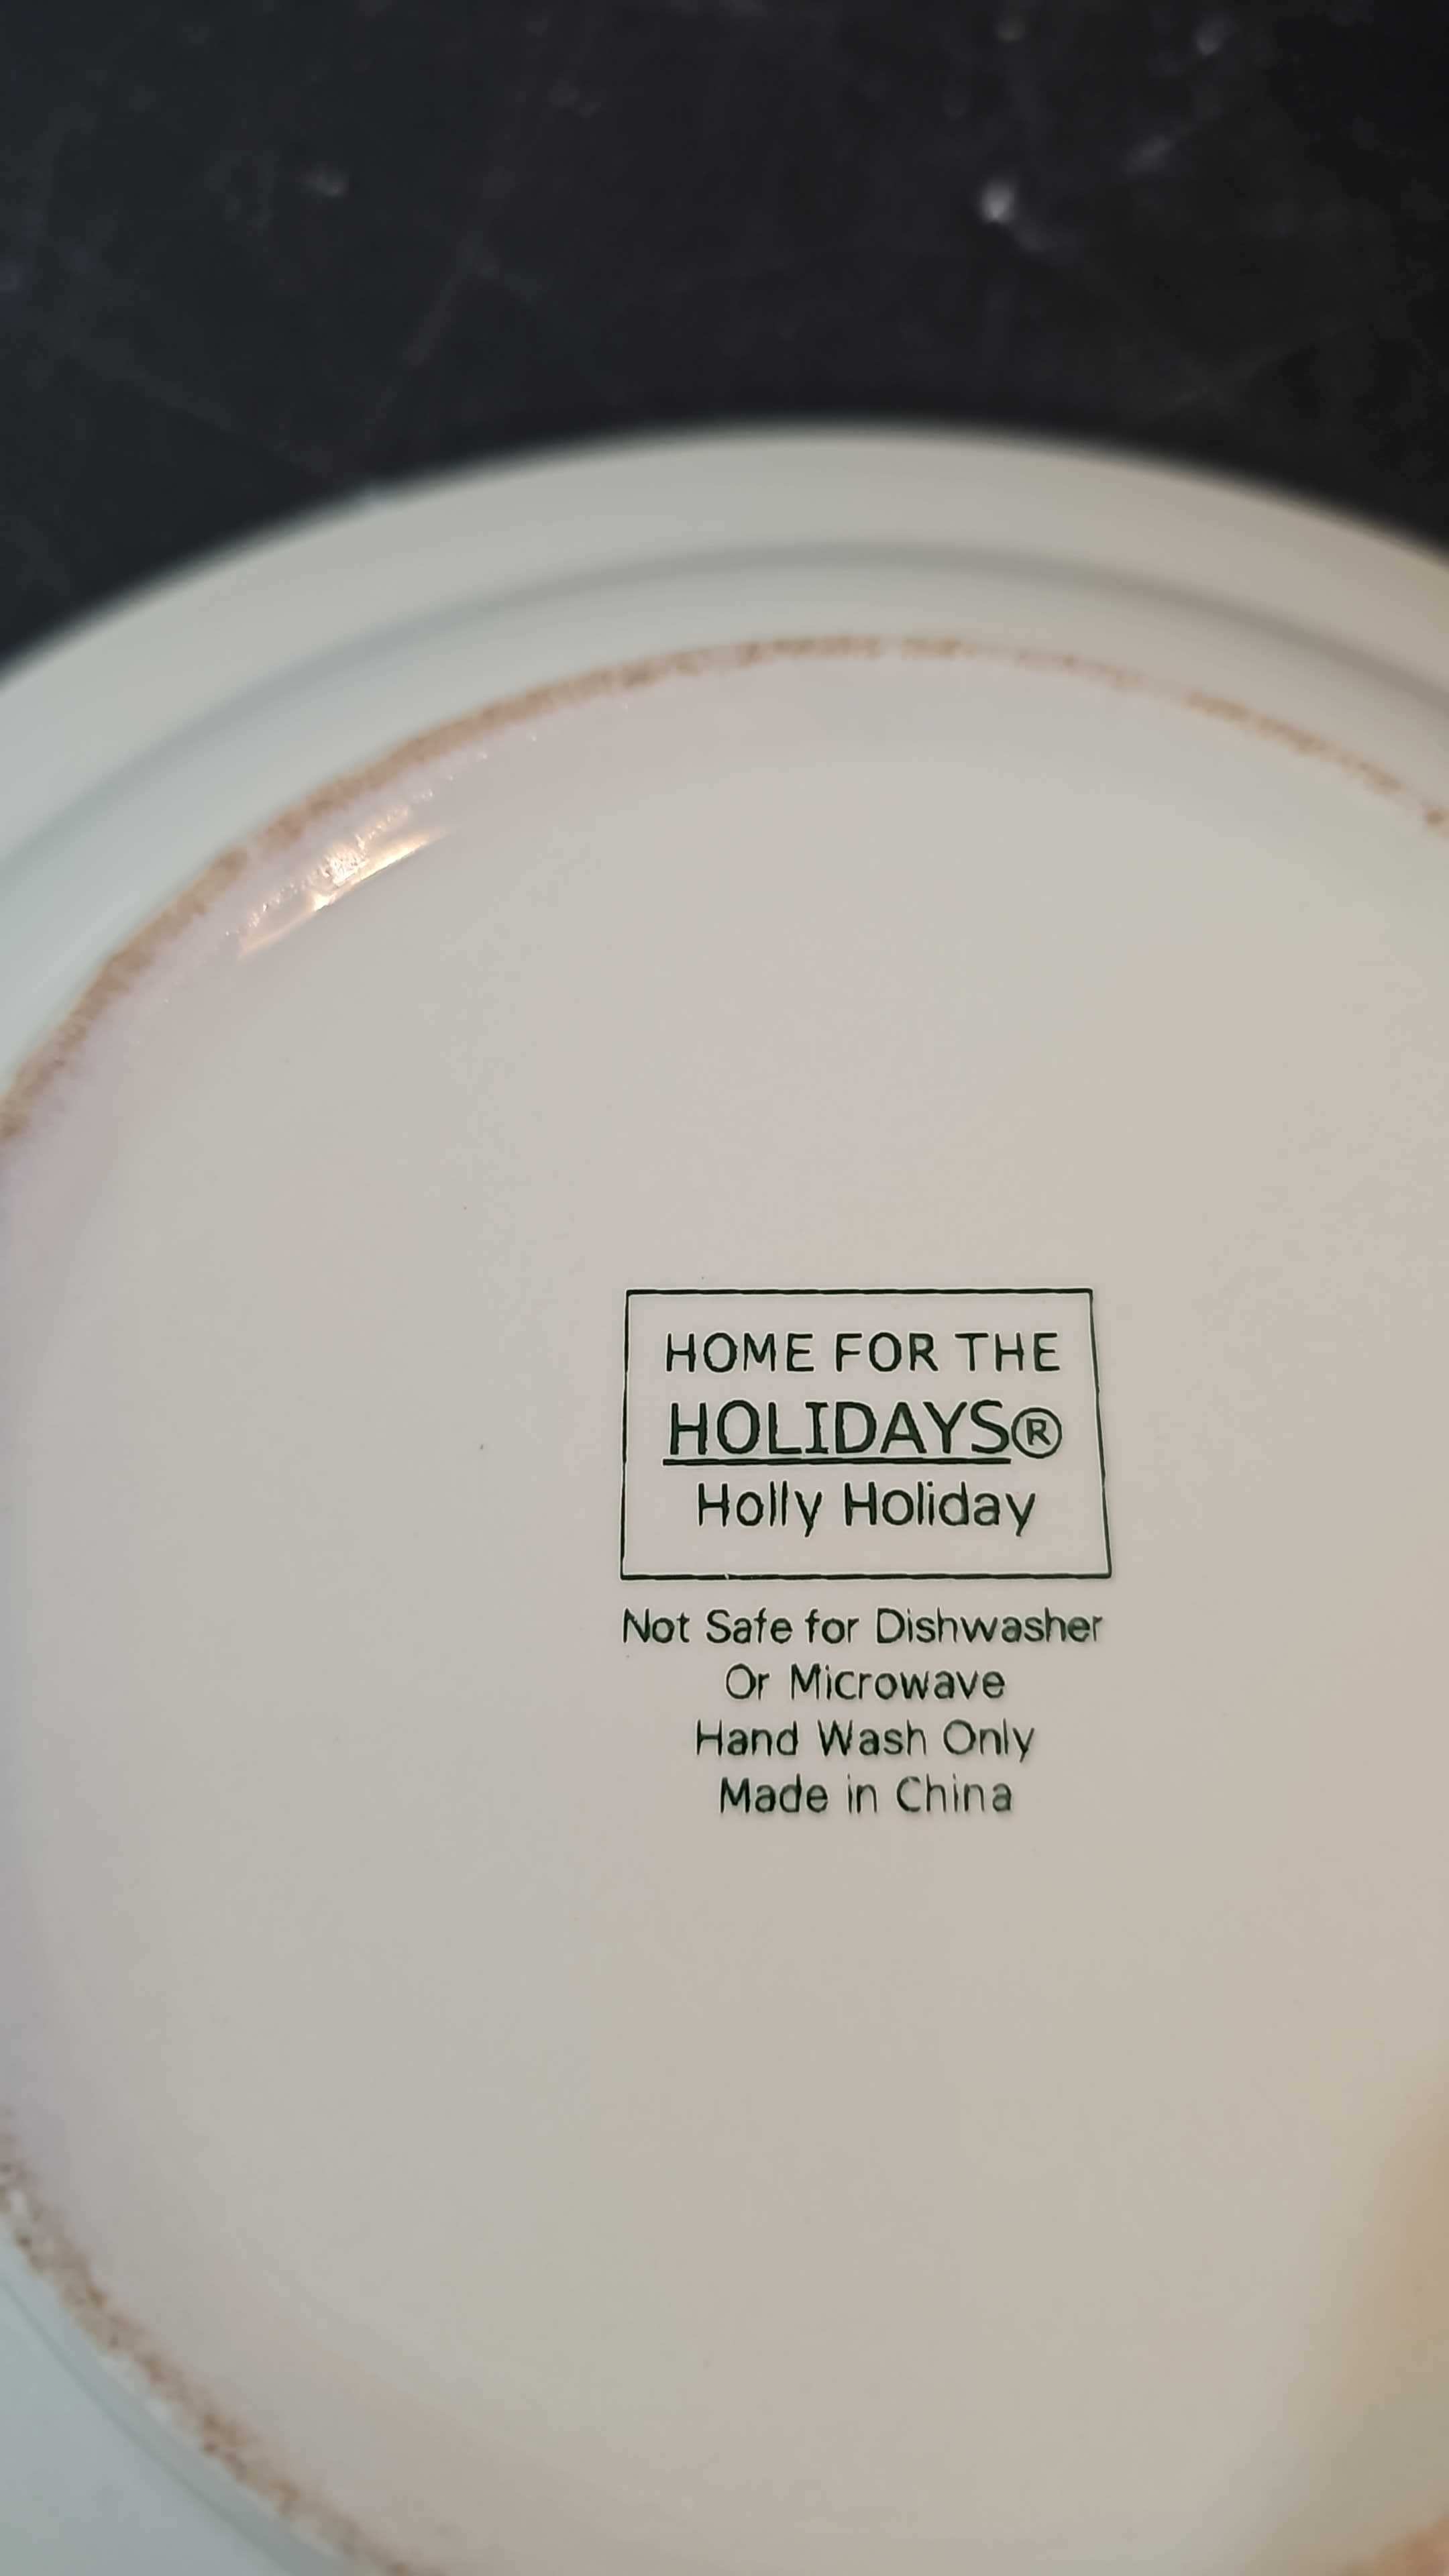 HOME FOR THE
HOLIDAYS®
Holly Holiday
Not Safe for Dishwasher
Or Microwave
Hand Wash Only
Made in China